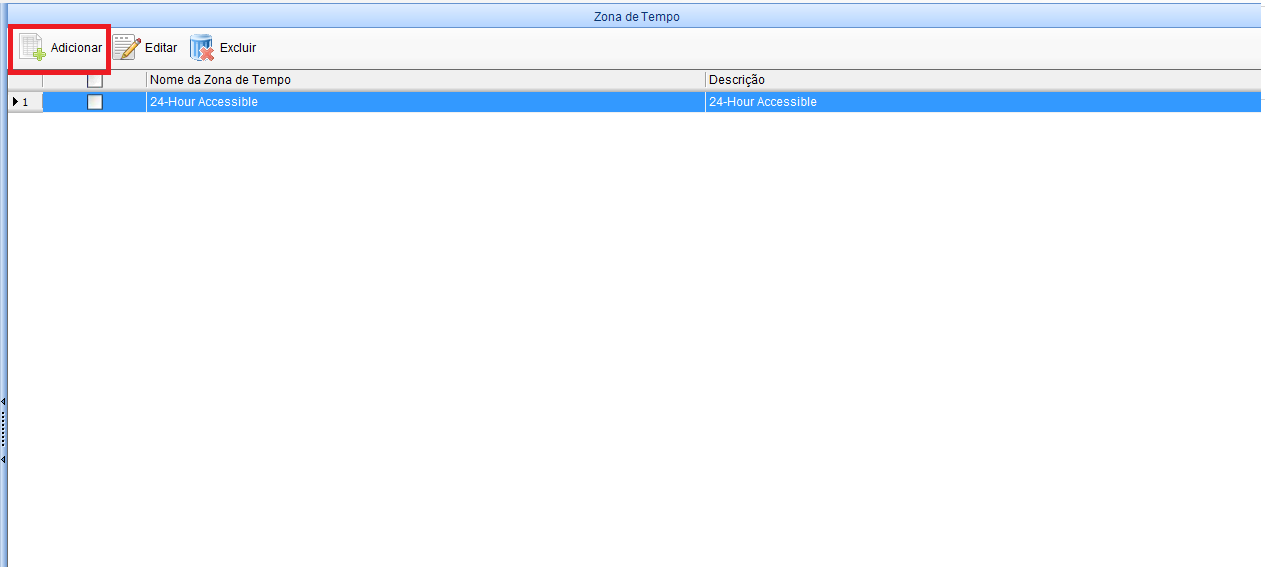 Zona de Tempo
Adicionar Editar Excluir
Nome da Zona de Tempo Descrição
1 24-Hour Accessible 24-Hour Accessible